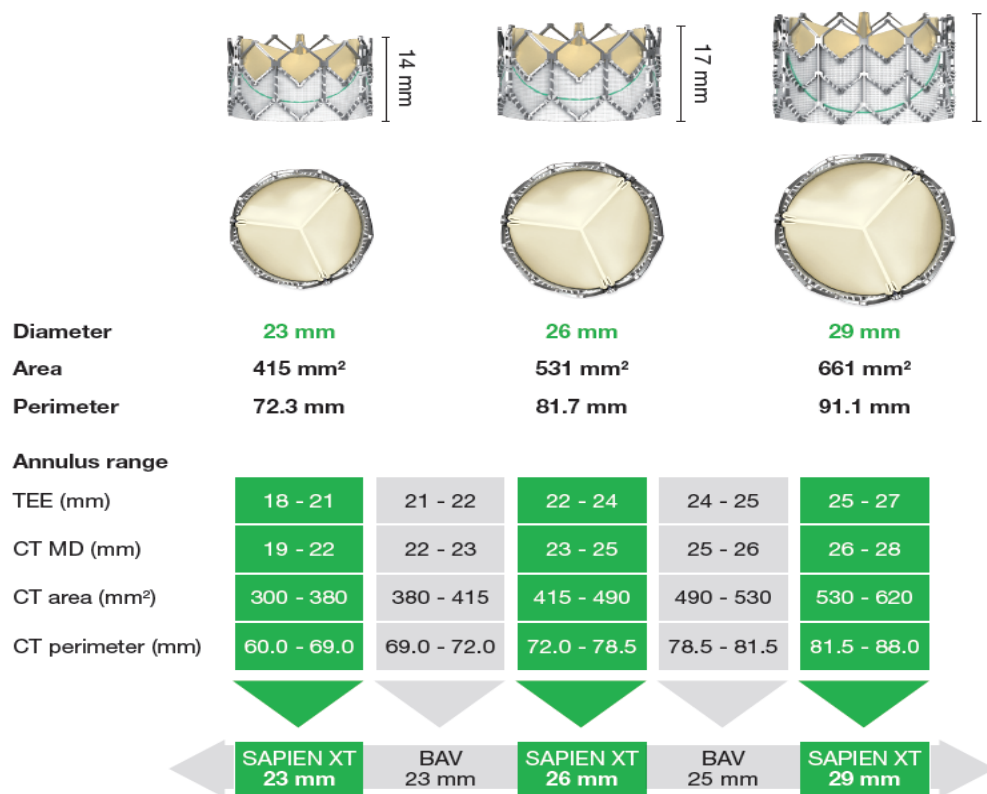 14 mm
17 mm
Diameter 23 mm 26 mm 29 mm
Area 415 mm² 531 mm² 661 mm²
Perimeter 72.3 mm 81.7 mm 91.1 mm
Annulus range
TEE (mm) 18 - 21 21 - 22 22 - 24 24 - 25 25 - 27
CT MD (mm) 19 - 22 22 - 23 23 - 25 25 - 26 26 - 28
CT area (mm²) 300 - 380 380 - 415 415 - 490 490 - 530 530 - 620
CT perimeter (mm) 60.0 - 69.0 69.0 - 72.0 72.0 - 78.5 78.5 - 81.5 81.5 - 88.0
SAPIEN XT BAV SAPIEN XT BAV SAPIEN XT
23 mm 23 mm 26 mm 25 mm 29 mm